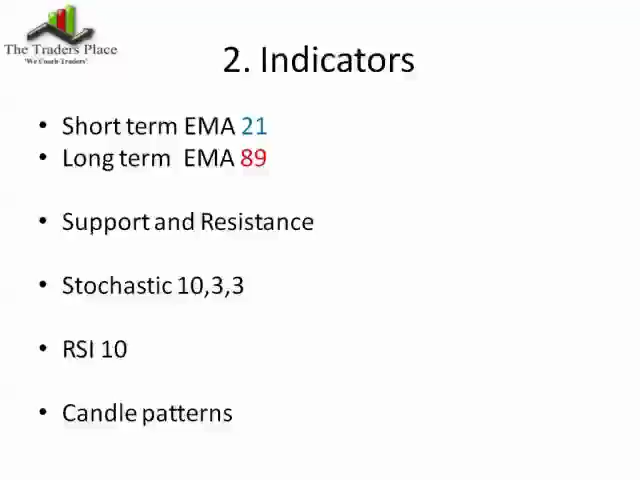 The Traders Place
"We Coach Traders"
2. Indicators
• Short term EMA 21
• Long term EMA 89
• Support and Resistance
• Stochastic 10,3,3
• RSI 10
• Candle patterns